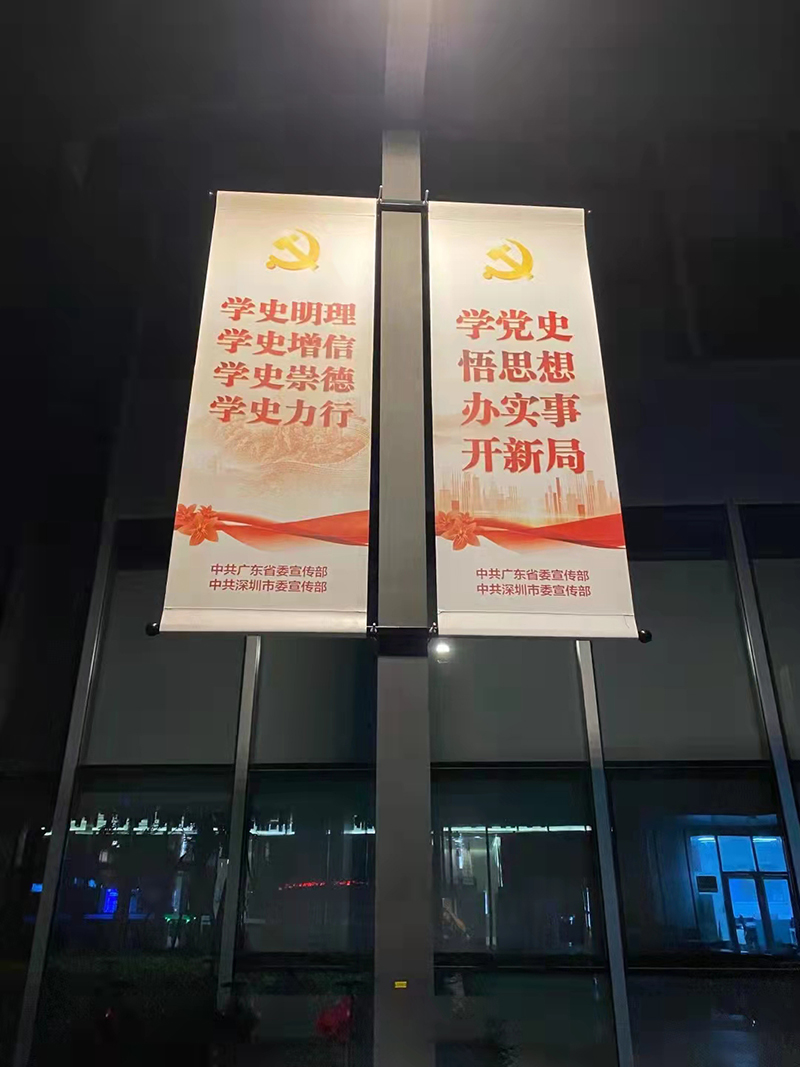 学史明理
学史增信
学史崇德
学史力行
中共广东省委宣传部
中共深圳市委宣传部
学党史
悟思想
办实事
开新局
中共广东省委宣传部
中共深圳市委宣传部